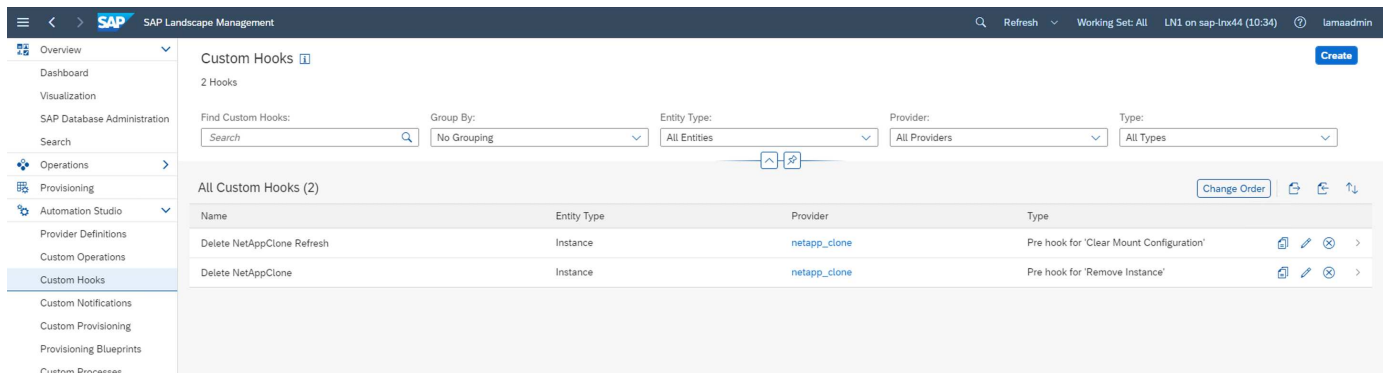 SAP SAP Landscape Management Refresh Working Set: All LN1 on sap-lnx44 (10:34) lamaadmin
Overview
Dashboard
Visualization
SAP Database Administration
Search
Operations
Provisioning
Automation Studio
Provider Definitions
Custom Operations
Custom Hooks
Custom Notifications
Custom Provisioning
Provisioning Blueprints
Custom Processes
Custom Hooks
Create
2 Hooks
Find Custom Hooks: Group By: Entity Type: Provider: Type:
Search No Grouping All Entities All Providers All Types
All Custom Hooks (2) Change Order
Name Entity Type Provider Type
Delete NetAppClone Refresh Instance netapp_clone Pre hook for 'Clear Mount Configuration'
Delete NetAppClone Instance netapp_clone Pre hook for 'Remove Instance'